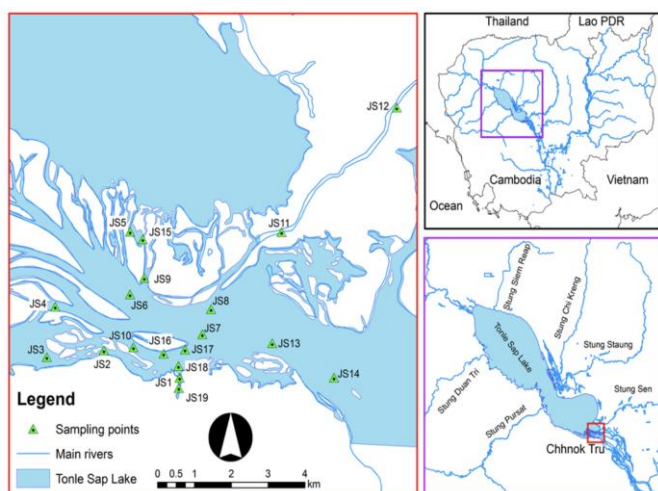 JS12
JS5
JS15
JS11
JS9
JS6
JS4
JS8
JS7
JS10
JS16
JS17
JS13
JS3
JS2
JS18
JS14
JS1
JS19
Legend
Sampling points
Main rivers
Tonle Sap Lake
0 0.5 1 2 3 4
km
Thailand
Lao PDR
Cambodia
Vietnam
Ocean
Stung Siem Reap
Stung Chi Kreng
Stung Staung
Tonle Sap Lake
Stung Sen
Stung Duan Tri
Stung Pursat
Chhnok Tru